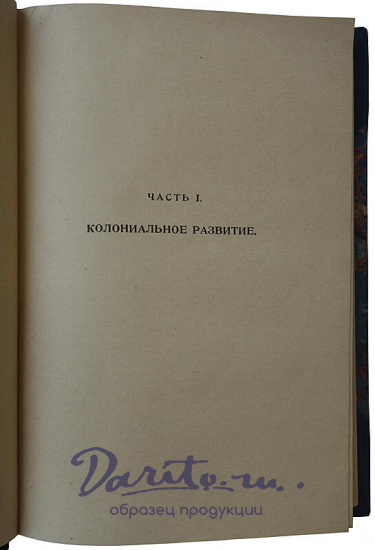 ЧАСТЬ I.
КОЛОНИАЛЬНОЕ РАЗВИТИЕ.
Darito.ru
образец продукции